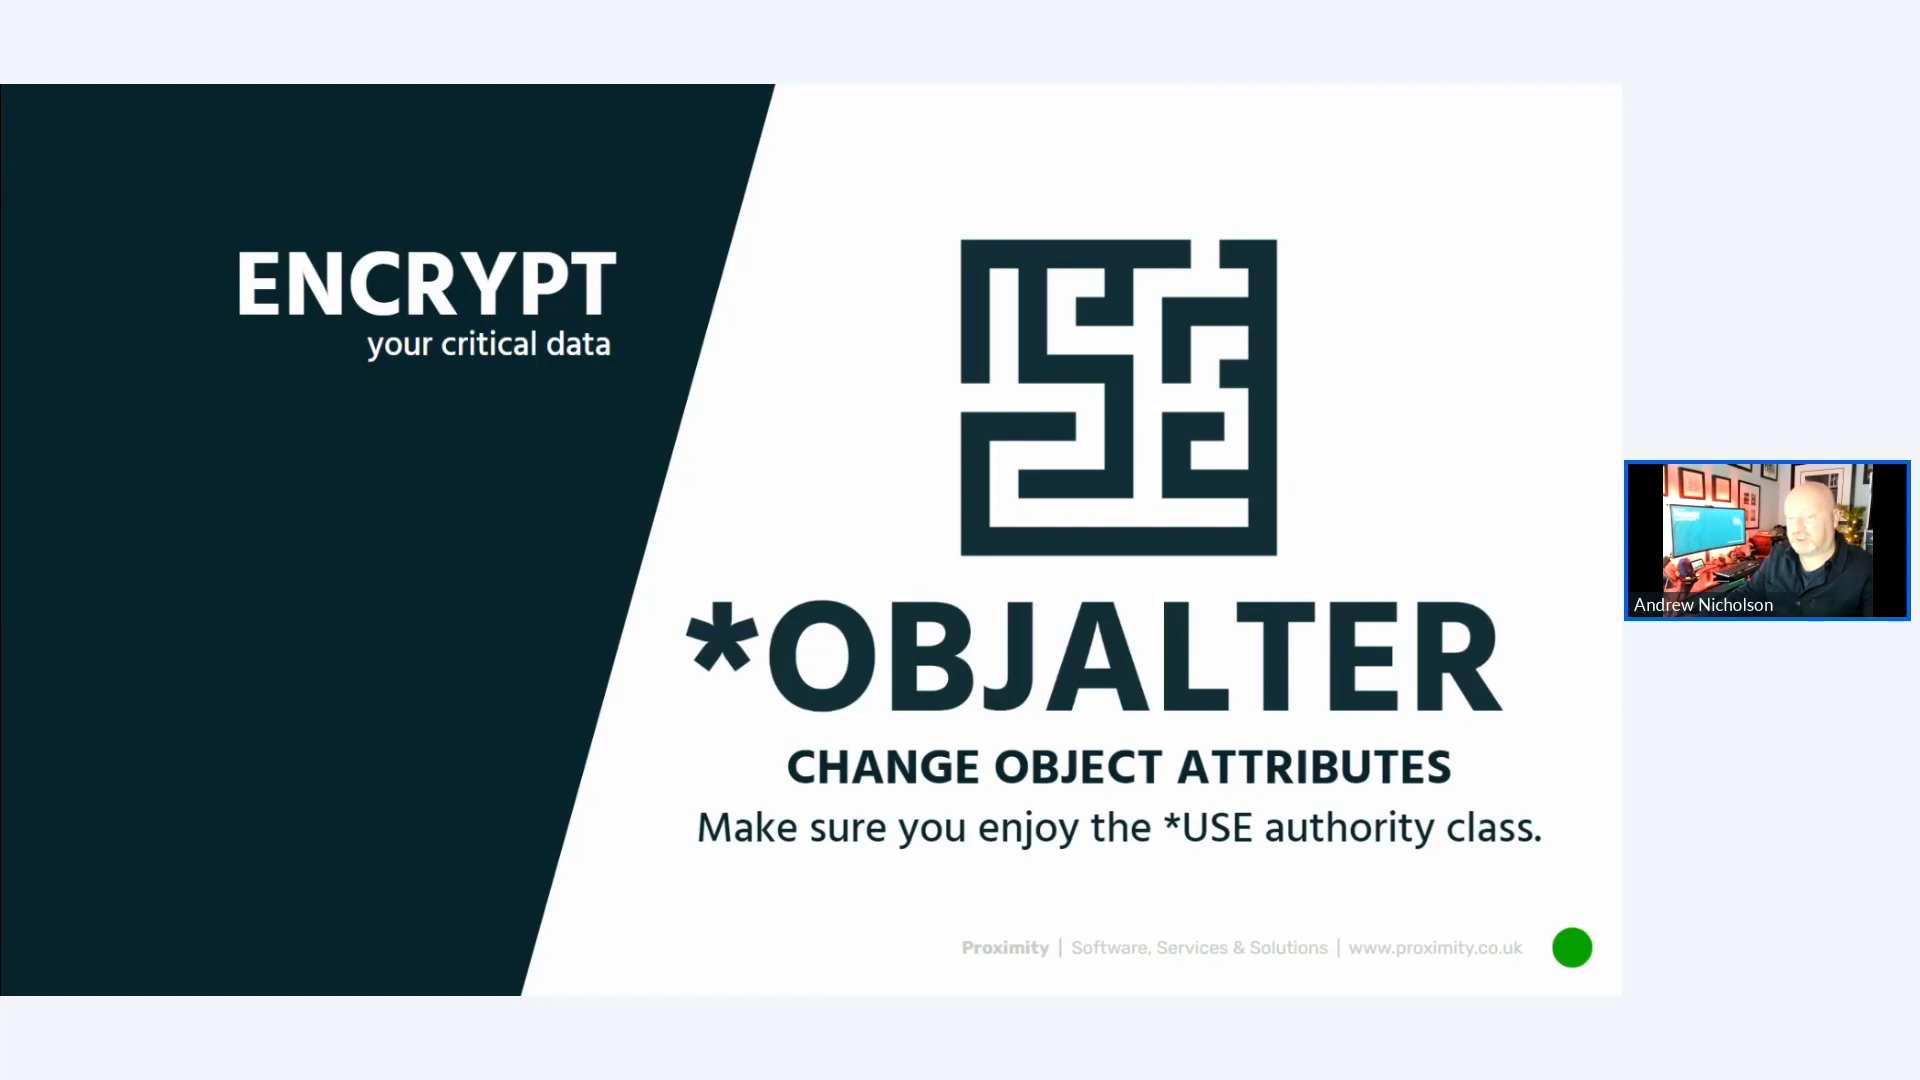 ENCRYPT
your critical data
*OBJALTER
CHANGE OBJECT ATTRIBUTES
Make sure you enjoy the *USE authority class.
Proximity | Software, Services & Solutions | www.proximity.co.uk
Andrew Nicholson